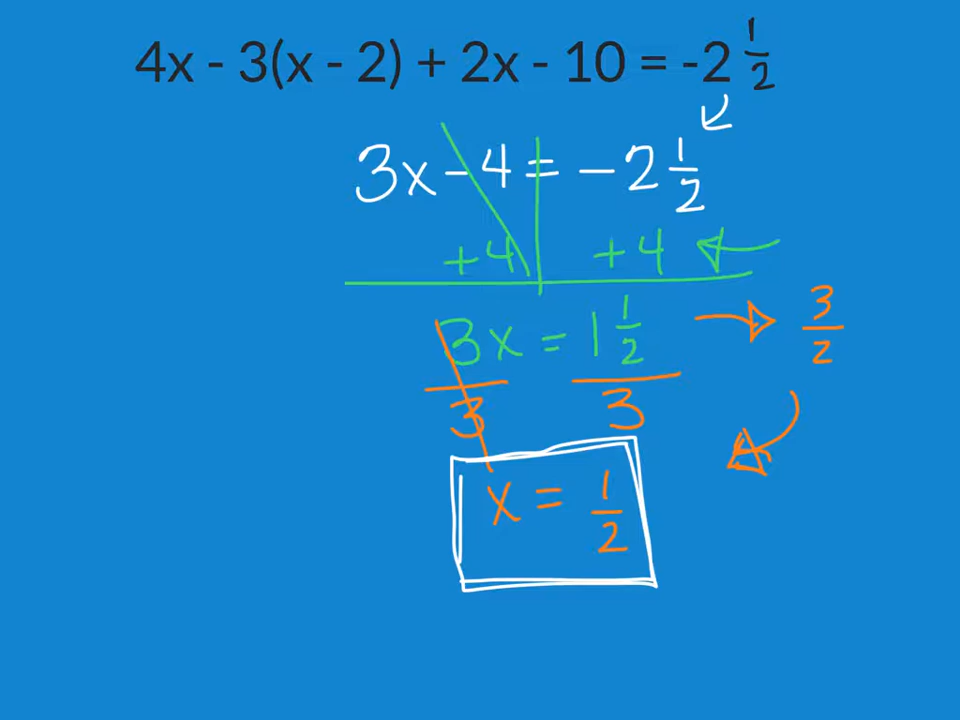 4x - 3(x - 2) + 2x - 10 = -2 1/2
3x - 4 = -2 1/2
+4 +4
3x = 1 1/2 → 3/2
3 3
x = 1/2